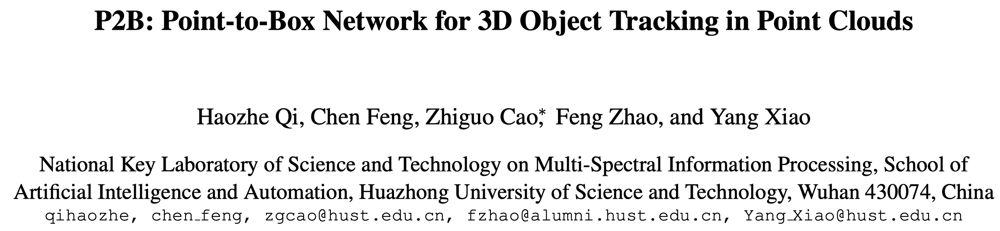 P2B: Point-to-Box Network for 3D Object Tracking in Point Clouds
Haozhe Qi, Chen Feng, Zhiguo Cao,* Feng Zhao, and Yang Xiao
National Key Laboratory of Science and Technology on Multi-Spectral Information Processing, School of
Artificial Intelligence and Automation, Huazhong University of Science and Technology, Wuhan 430074, China
qihaozhe, chen_feng, zgcao@hust.edu.cn, fzhao@alumni.hust.edu.cn, Yang_Xiao@hust.edu.cn